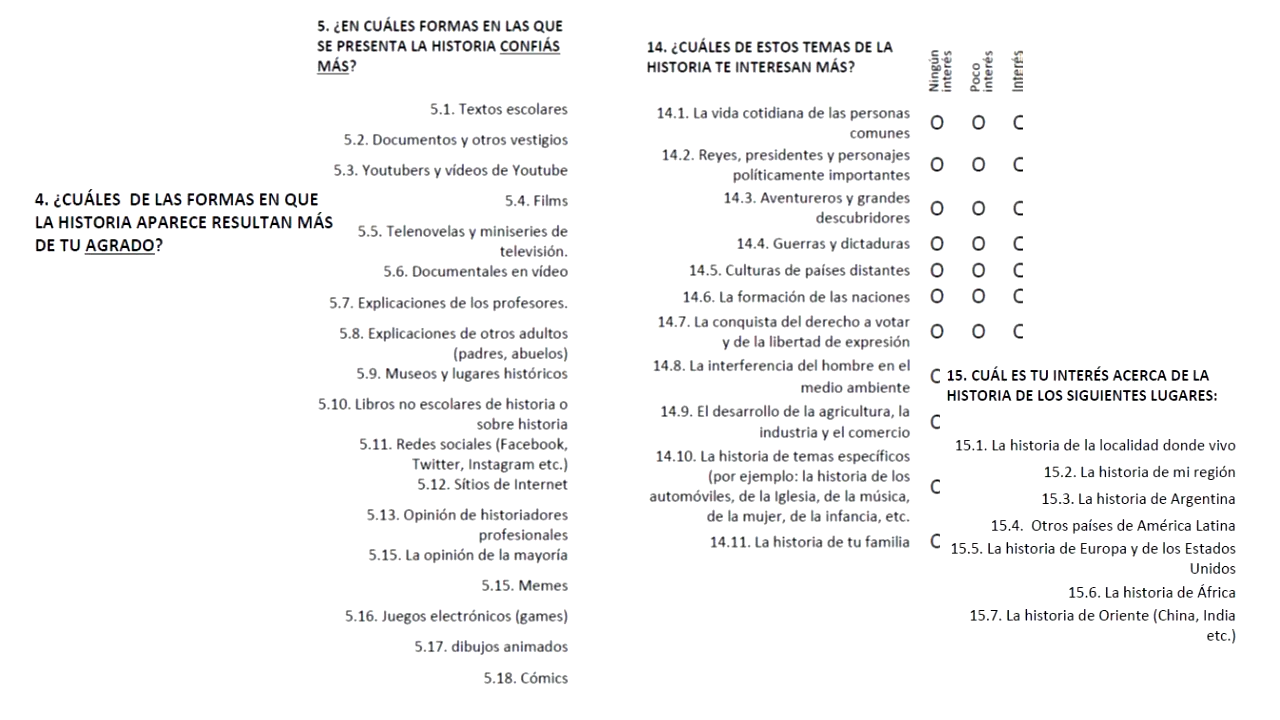 4. ¿CUÁLES DE LAS FORMAS EN QUE
LA HISTORIA APARECE RESULTAN MÁS
DE TU AGRADO?
5. ¿EN CUÁLES FORMAS EN LAS QUE
SE PRESENTA LA HISTORIA CONFIÁS
MÁS?
5.1. Textos escolares
5.2. Documentos y otros vestigios
5.3. Youtubers y vídeos de Youtube
5.4. Films
5.5. Telenovelas y miniseries de
televisión.
5.6. Documentales en vídeo
5.7. Explicaciones de los profesores.
5.8. Explicaciones de otros adultos
(padres, abuelos)
5.9. Museos y lugares históricos
5.10. Libros no escolares de historia o
sobre historia
5.11. Redes sociales (Facebook,
Twitter, Instagram etc.)
5.12. Sítios de Internet
5.13. Opinión de historiadores
profesionales
5.15. La opinión de la mayoría
5.15. Memes
5.16. Juegos electrónicos (games)
5.17. dibujos animados
5.18. Cómics
14. ¿CUÁLES DE ESTOS TEMAS DE LA
HISTORIA TE INTERESAN MÁS?
Ningún
interés
Poco
interés
Interés
14.1. La vida cotidiana de las personas
comunes
14.2. Reyes, presidentes y personajes
políticamente importantes
14.3. Aventureros y grandes
descubridores
14.4. Guerras y dictaduras
14.5. Culturas de países distantes
14.6. La formación de las naciones
14.7. La conquista del derecho a votar
y de la libertad de expresión
14.8. La interferencia del hombre en el
medio ambiente
14.9. El desarrollo de la agricultura, la
industria y el comercio
14.10. La historia de temas específicos
(por ejemplo: la historia de los
automóviles, de la Iglesia, de la música,
de la mujer, de la infancia, etc.
14.11. La historia de tu familia
15. CUÁL ES TU INTERÉS ACERCA DE LA
HISTORIA DE LOS SIGUIENTES LUGARES:
15.1. La historia de la localidad donde vivo
15.2. La historia de mi región
15.3. La historia de Argentina
15.4. Otros países de América Latina
15.5. La historia de Europa y de los Estados
Unidos
15.6. La historia de África
15.7. La historia de Oriente (China, India
etc.)